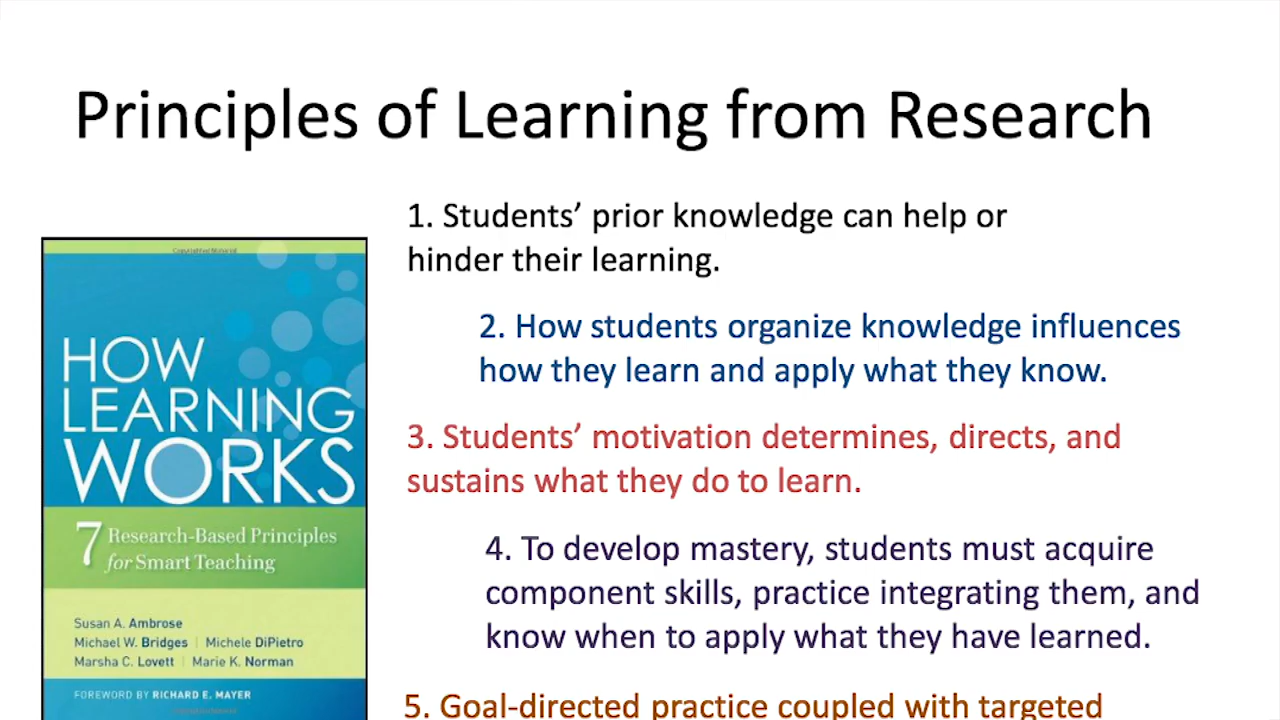 Principles of Learning from Research
1. Students’ prior knowledge can help or
hinder their learning.
2. How students organize knowledge influences
how they learn and apply what they know.
3. Students’ motivation determines, directs, and
sustains what they do to learn.
4. To develop mastery, students must acquire
component skills, practice integrating them, and
know when to apply what they have learned.
5. Goal-directed practice coupled with targeted
Copyrighted Material
HOW
LEARNING
WORKS
7 Research-Based Principles
for Smart Teaching
Susan A. Ambrose
Michael W. Bridges | Michele DiPietro
Marsha C. Lovett | Marie K. Norman
FOREWORD BY RICHARD E. MAYER